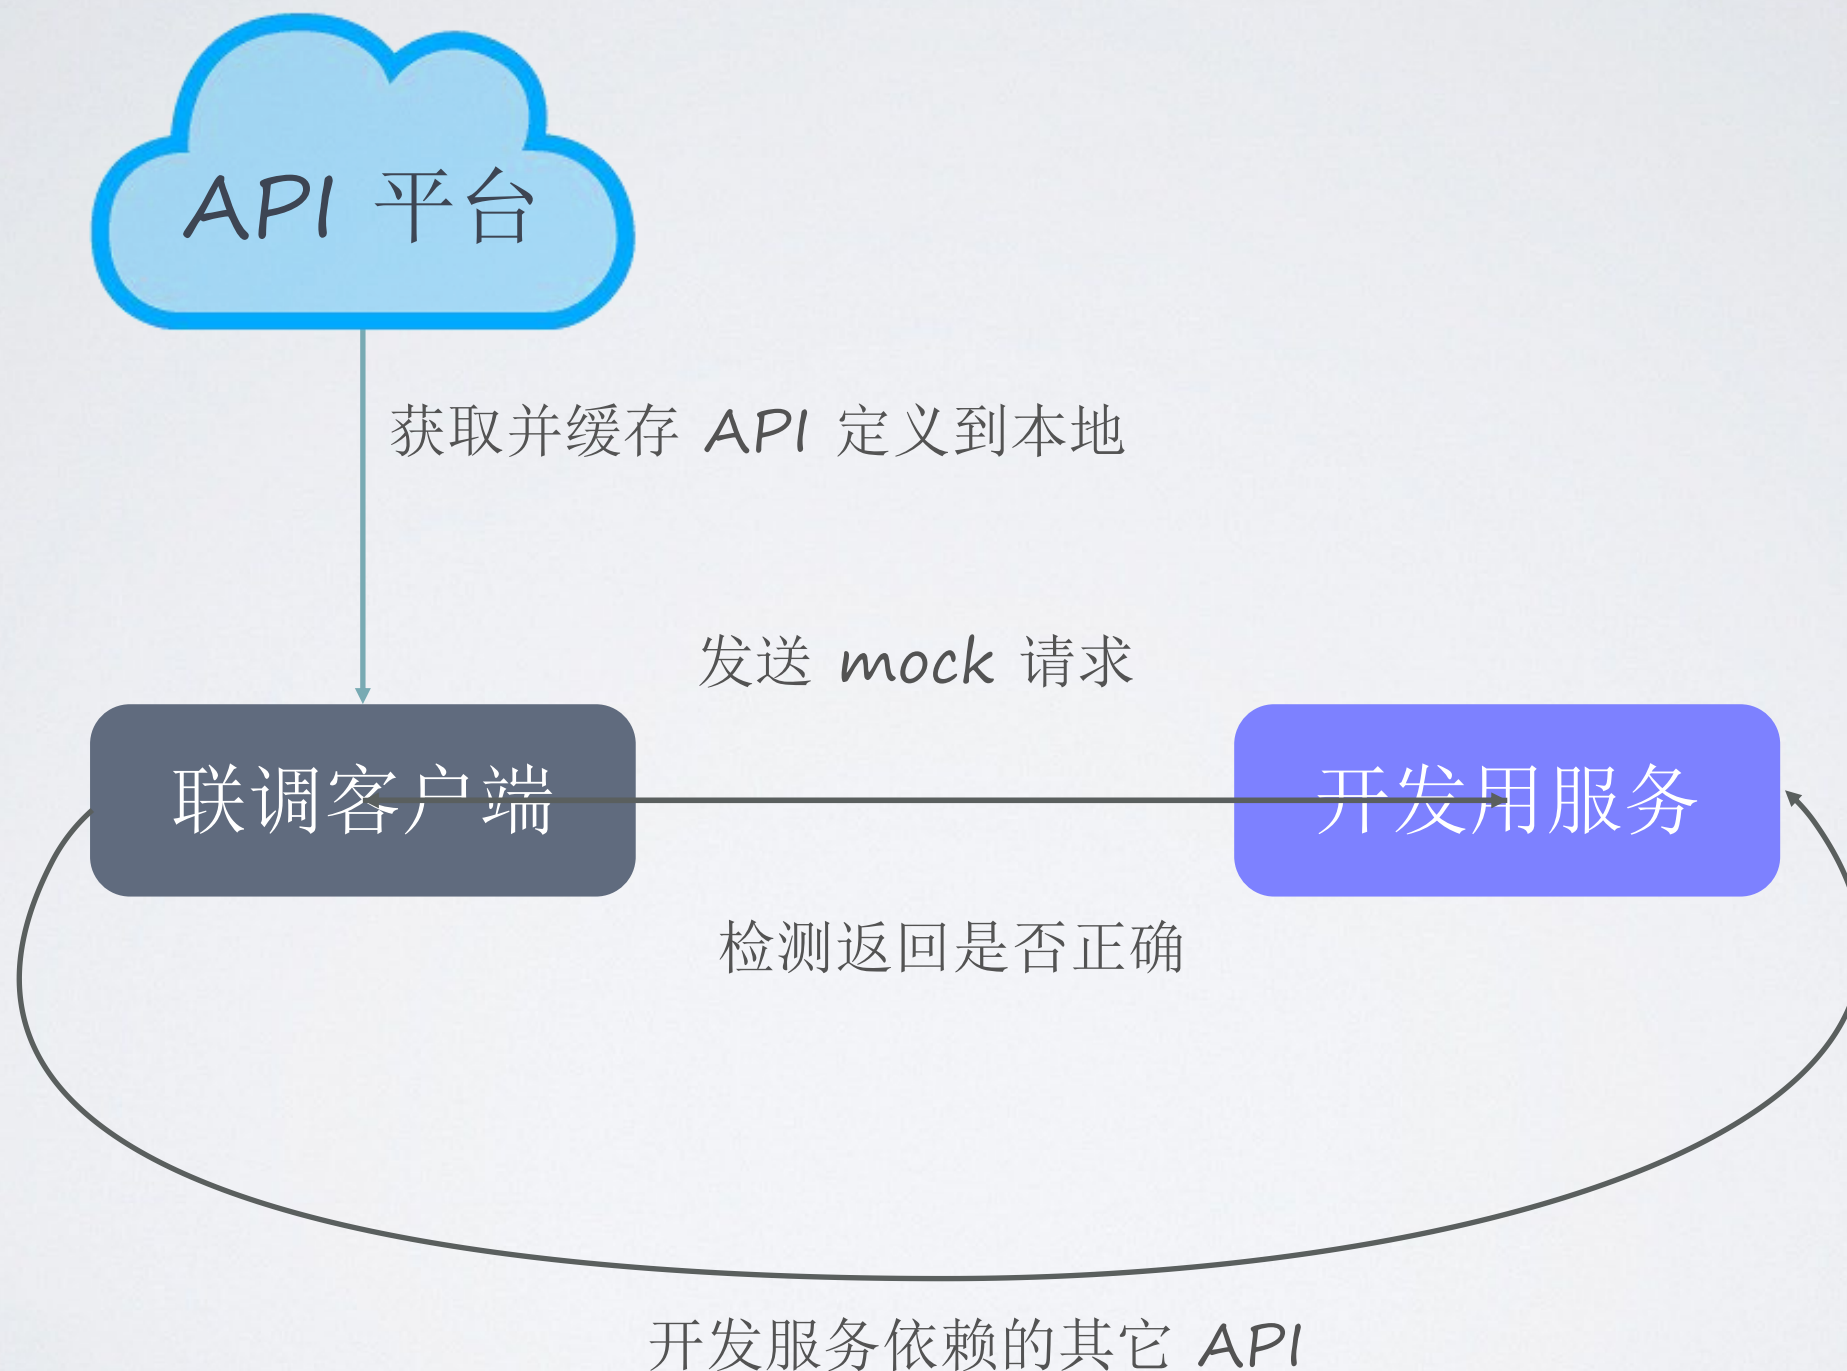 API 平台
获取并缓存 API 定义到本地
发送 mock 请求
联调客户端
开发用服务
检测返回是否正确
开发服务依赖的其它 API